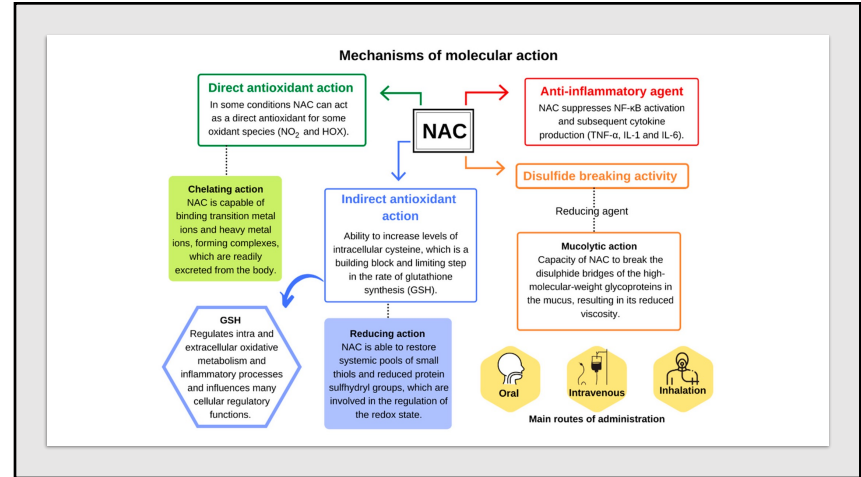 Mechanisms of molecular action
Direct antioxidant action
In some conditions NAC can act
as a direct antioxidant for some
oxidant species (NO₂ and HOX).
NAC
Anti-inflammatory agent
NAC suppresses NF-κB activation
and subsequent cytokine
production (TNF-α, IL-1 and IL-6).
Chelating action
NAC is capable of
binding transition metal
ions and heavy metal
ions, forming complexes,
which are readily
excreted from the body.
Indirect antioxidant
action
Ability to increase levels of
intracellular cysteine, which is a
building block and limiting step
in the rate of glutathione
synthesis (GSH).
Disulfide breaking activity
Reducing agent
Mucolytic action
Capacity of NAC to break the
disulphide bridges of the high-
molecular-weight glycoproteins in
the mucus, resulting in its reduced
viscosity.
GSH
Regulates intra and
extracellular oxidative
metabolism and
inflammatory processes
and influences many
cellular regulatory
functions.
Reducing action
NAC is able to restore
systemic pools of small
thiols and reduced protein
sulfhydryl groups, which are
involved in the regulation of
the redox state.
Oral
Intravenous
Inhalation
Main routes of administration